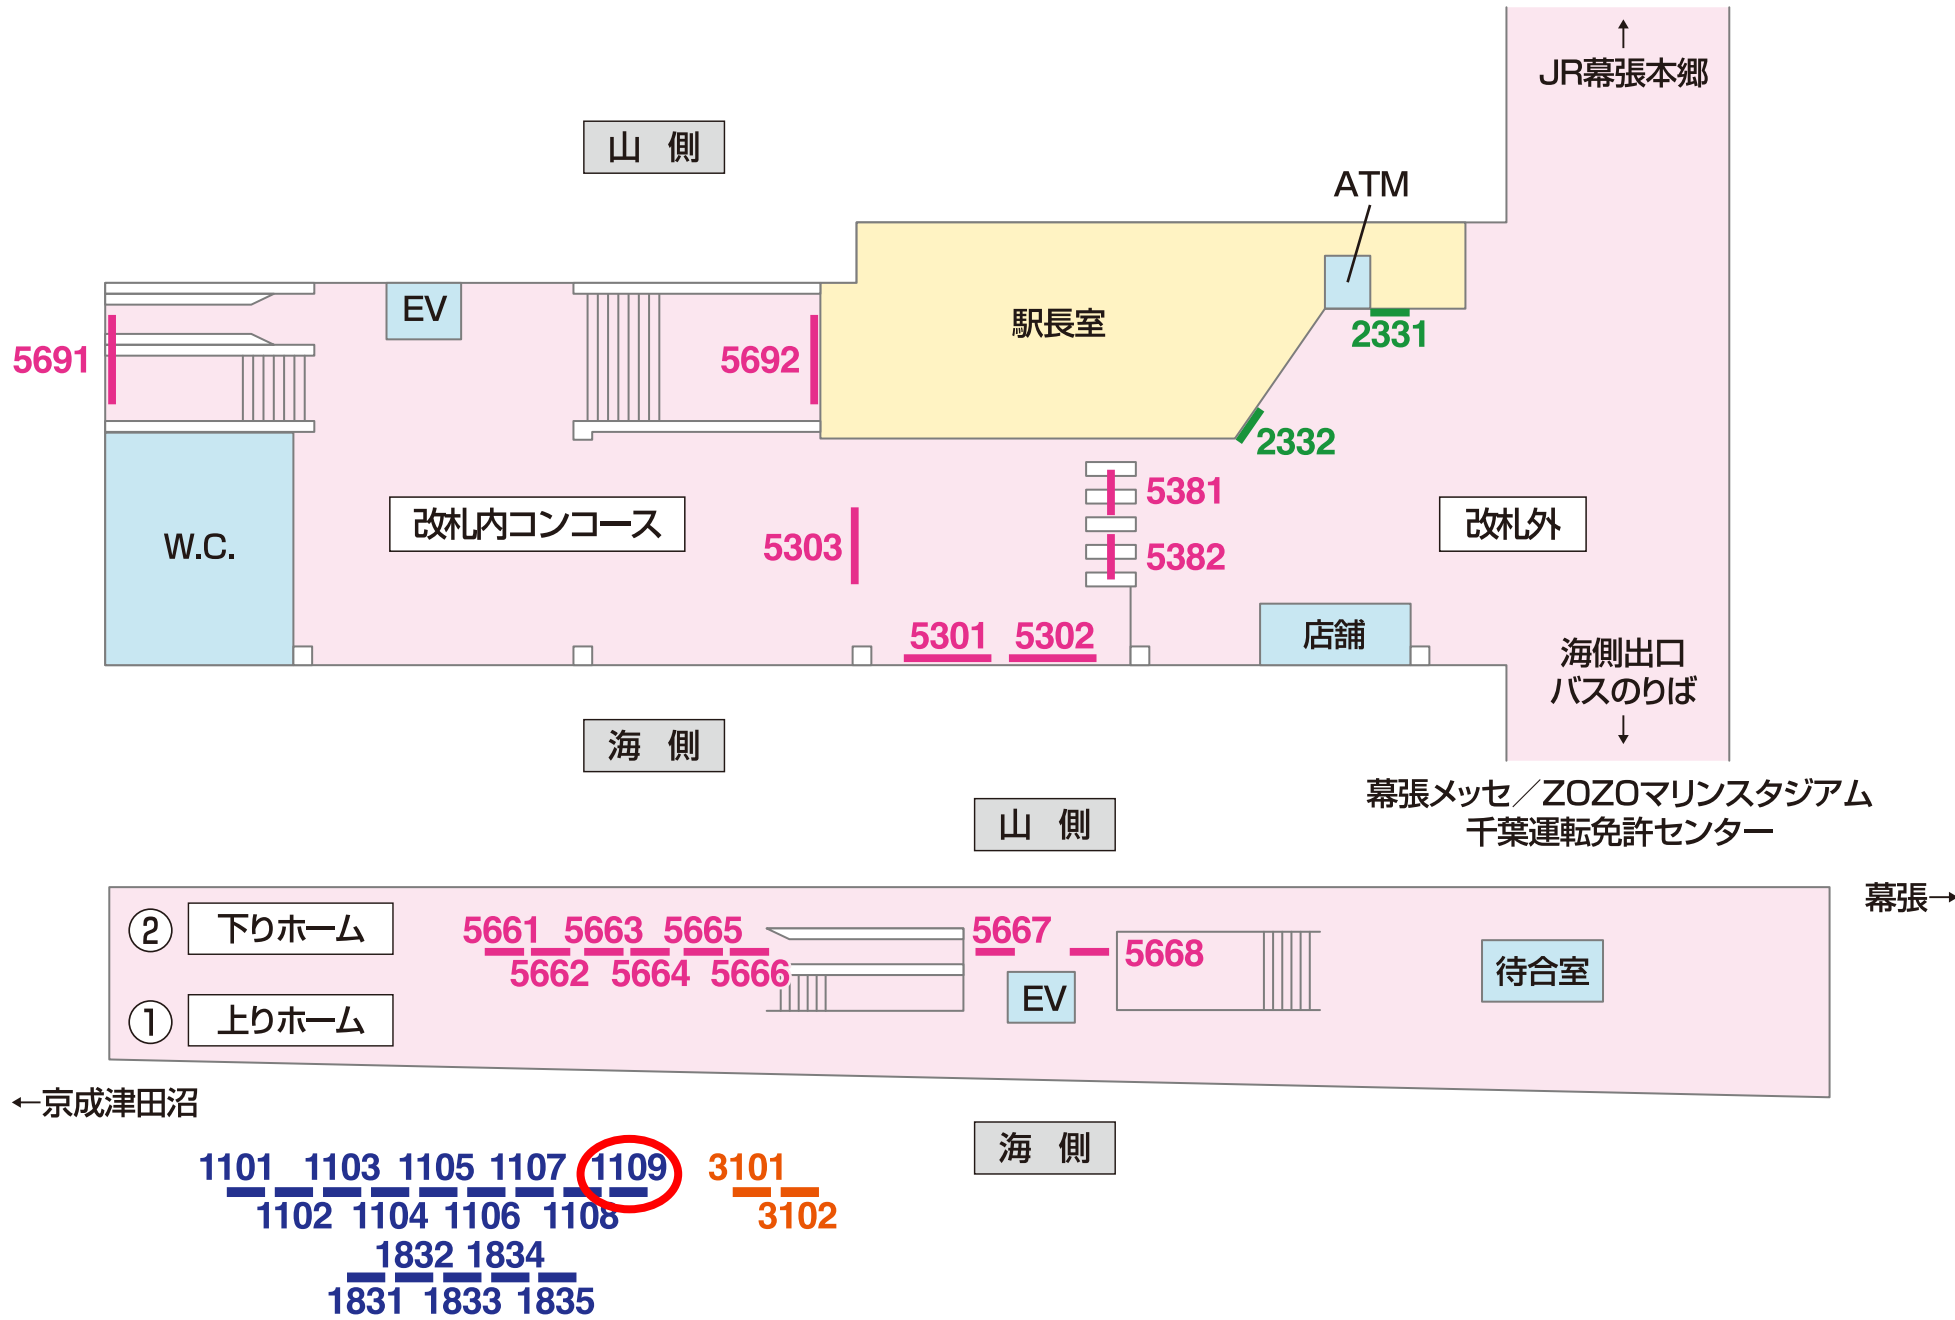 JR幕張本郷
山 側
ATM
EV
駅長室
2331
5691
5692
2332
5381
改札内コンコース
改札外
W.C.
5303
5382
5301
5302
店舗
海側出口
バスのりば
海 側
幕張メッセ／ZOZOマリンスタジアム
千葉運転免許センター
山 側
幕張
② 下りホーム
5661 5663 5665
5662 5664 5666
5667
5668
EV
待合室
① 上りホーム
京成津田沼
海 側
1101 1103 1105 1107 1109
1102 1104 1106 1108
3101
3102
1832 1834
1831 1833 1835